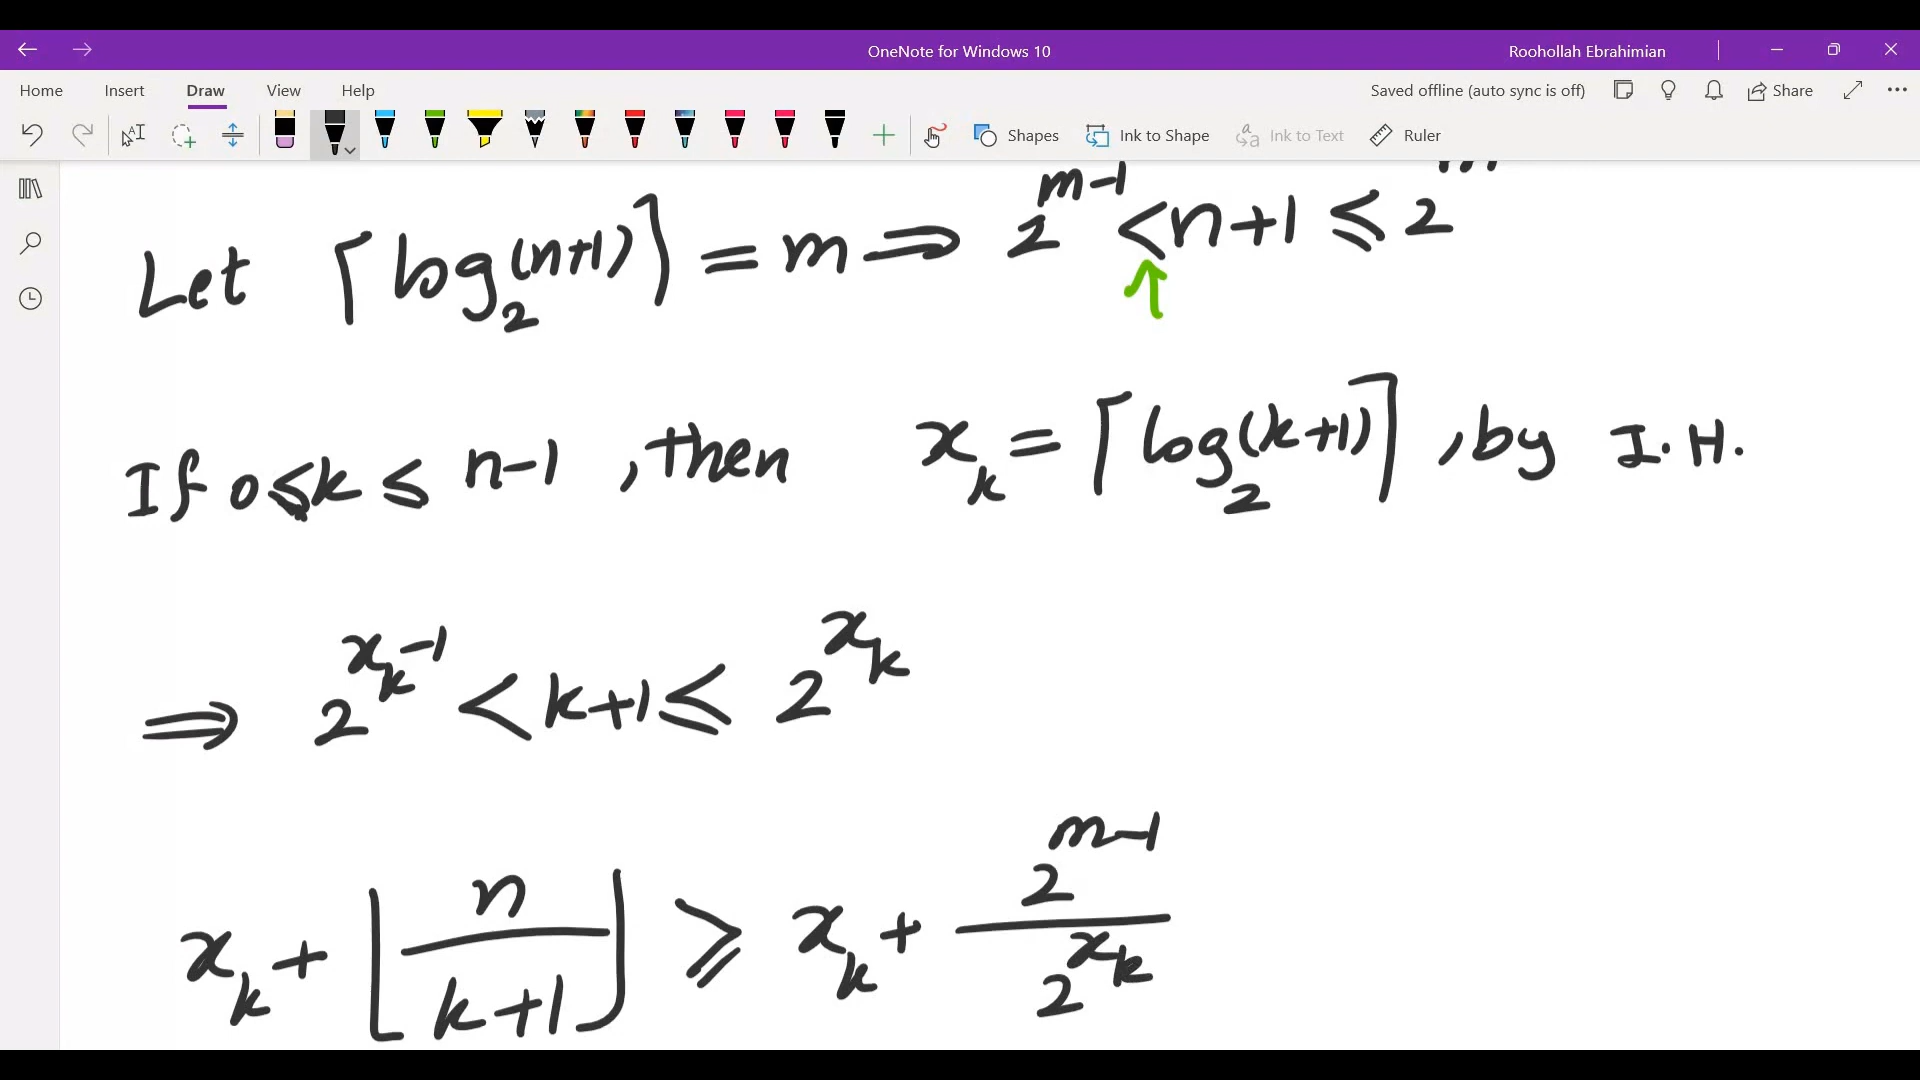 OneNote for Windows 10
Roohollah Ebrahimian
Home Insert Draw View Help
Saved offline (auto sync is off) Share
Shapes Ink to Shape Ink to Text Ruler
Let ⌈log₂(n+1)⌉ = m ⟹ 2^{m-1} < n+1 ≤ 2^m
If 0≤k≤n-1, then x_k = ⌈log₂(k+1)⌉, by I.H.
⟹ 2^{x_k-1} < k+1 ≤ 2^{x_k}
x_k + ⌊n/(k+1)⌋ ≥ x_k + 2^{m-1}/2^{x_k}